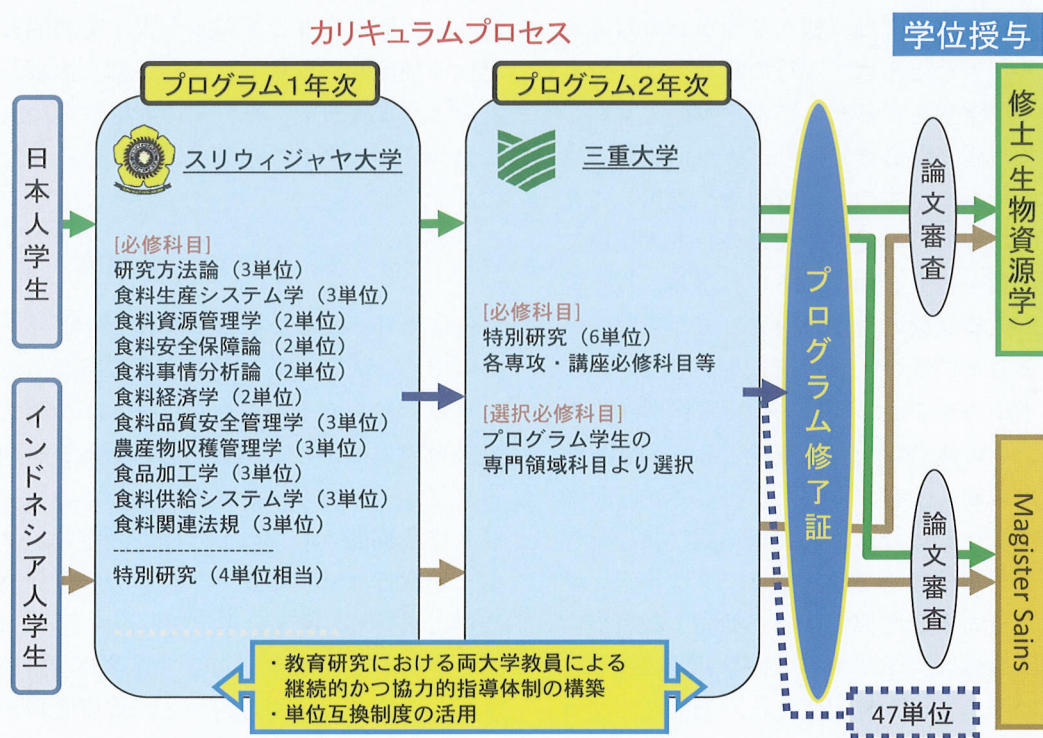 カリキュラムプロセス
学位授与
プログラム1年次
プログラム2年次
日本人学生
インドネシア人学生
スリウィジャヤ大学
[必修科目]
研究方法論（3単位）
食料生産システム学（3単位）
食料資源管理学（2単位）
食料安全保障論（2単位）
食料事情分析論（2単位）
食料経済学（2単位）
食料品質安全管理学（3単位）
農産物収穫管理学（3単位）
食品加工学（3単位）
食料供給システム学（3単位）
食料関連法規（3単位）
特別研究（4単位相当）
三重大学
[必修科目]
特別研究（6単位）
各専攻・講座必修科目等
[選択必修科目]
プログラム学生の
専門領域科目より選択
・教育研究における両大学教員による
継続的かつ協力的指導体制の構築
・単位互換制度の活用
プログラム修了証
47単位
論文審査
論文審査
修士（生物資源学）
Magister Sains